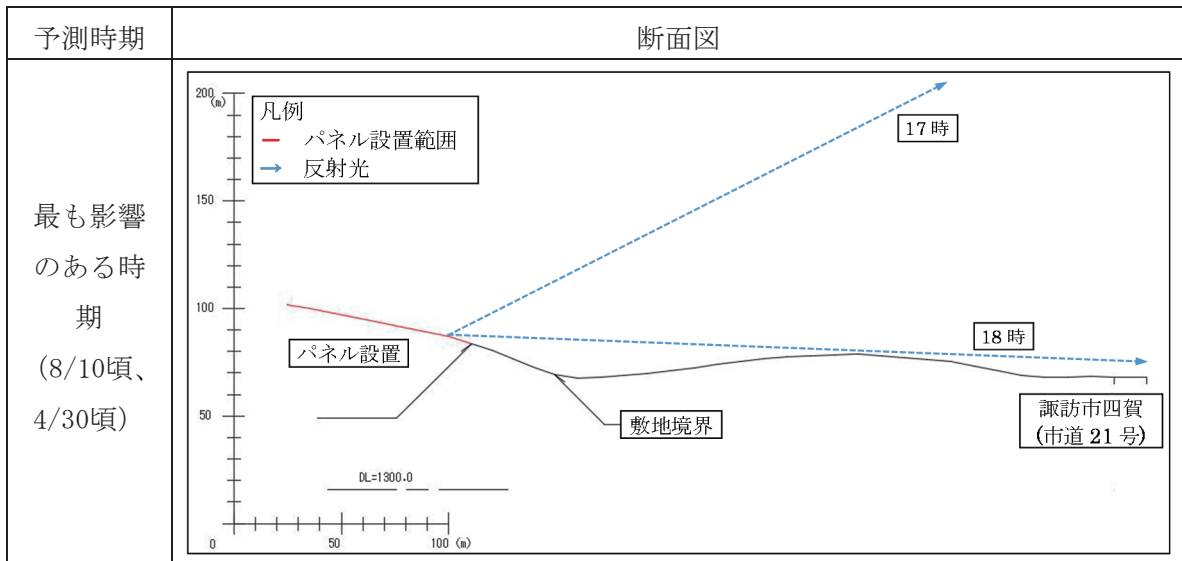 予測時期
断面図
最も影響
のある時
期
(8/10頃、
4/30頃)
200
(m)
凡例
パネル設置範囲
反射光
17時
150
100
18時
パネル設置
50
敷地境界
諏訪市四賀
(市道21号)
DL=1300.0
0
50
100 (m)